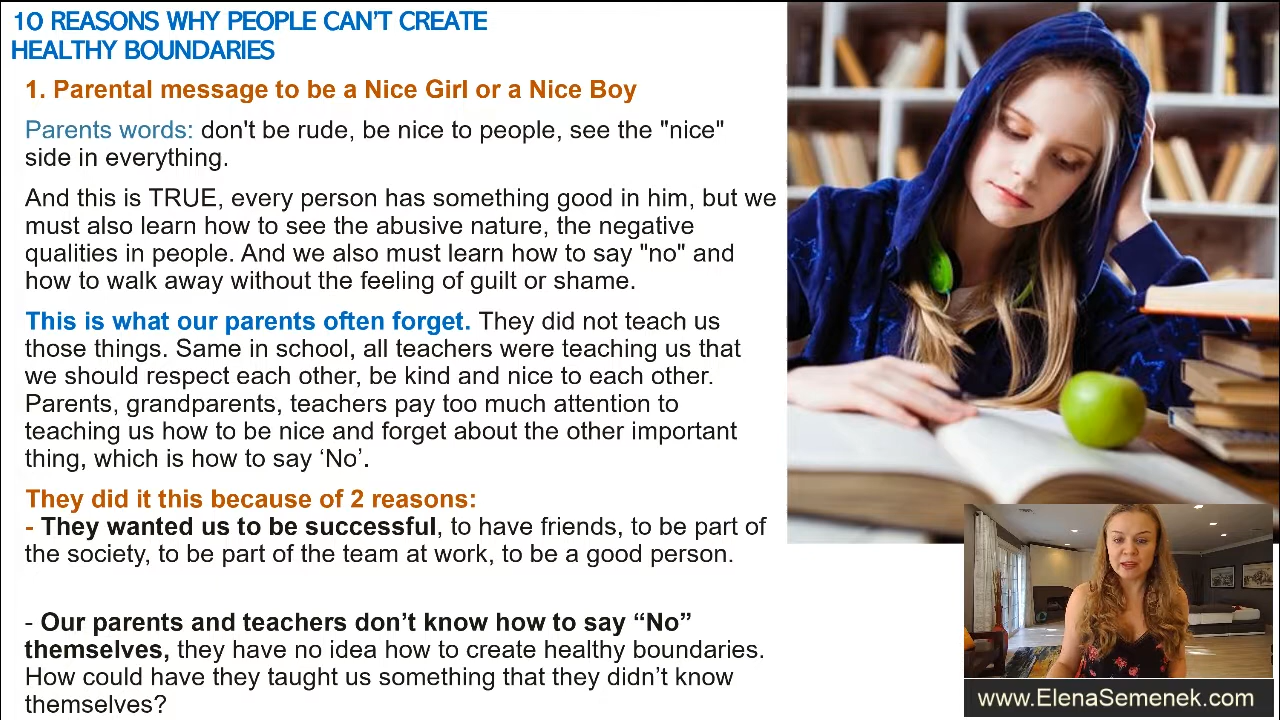 10 REASONS WHY PEOPLE CAN'T CREATE
HEALTHY BOUNDARIES
1. Parental message to be a Nice Girl or a Nice Boy
Parents words: don't be rude, be nice to people, see the "nice"
side in everything.
And this is TRUE, every person has something good in him, but we
must also learn how to see the abusive nature, the negative
qualities in people. And we also must learn how to say "no" and
how to walk away without the feeling of guilt or shame.
This is what our parents often forget. They did not teach us
those things. Same in school, all teachers were teaching us that
we should respect each other, be kind and nice to each other.
Parents, grandparents, teachers pay too much attention to
teaching us how to be nice and forget about the other important
thing, which is how to say ‘No’.
They did it this because of 2 reasons:
- They wanted us to be successful, to have friends, to be part of
the society, to be part of the team at work, to be a good person.
- Our parents and teachers don’t know how to say “No”
themselves, they have no idea how to create healthy boundaries.
How could have they taught us something that they didn’t know
themselves?
www.ElenaSemenek.com